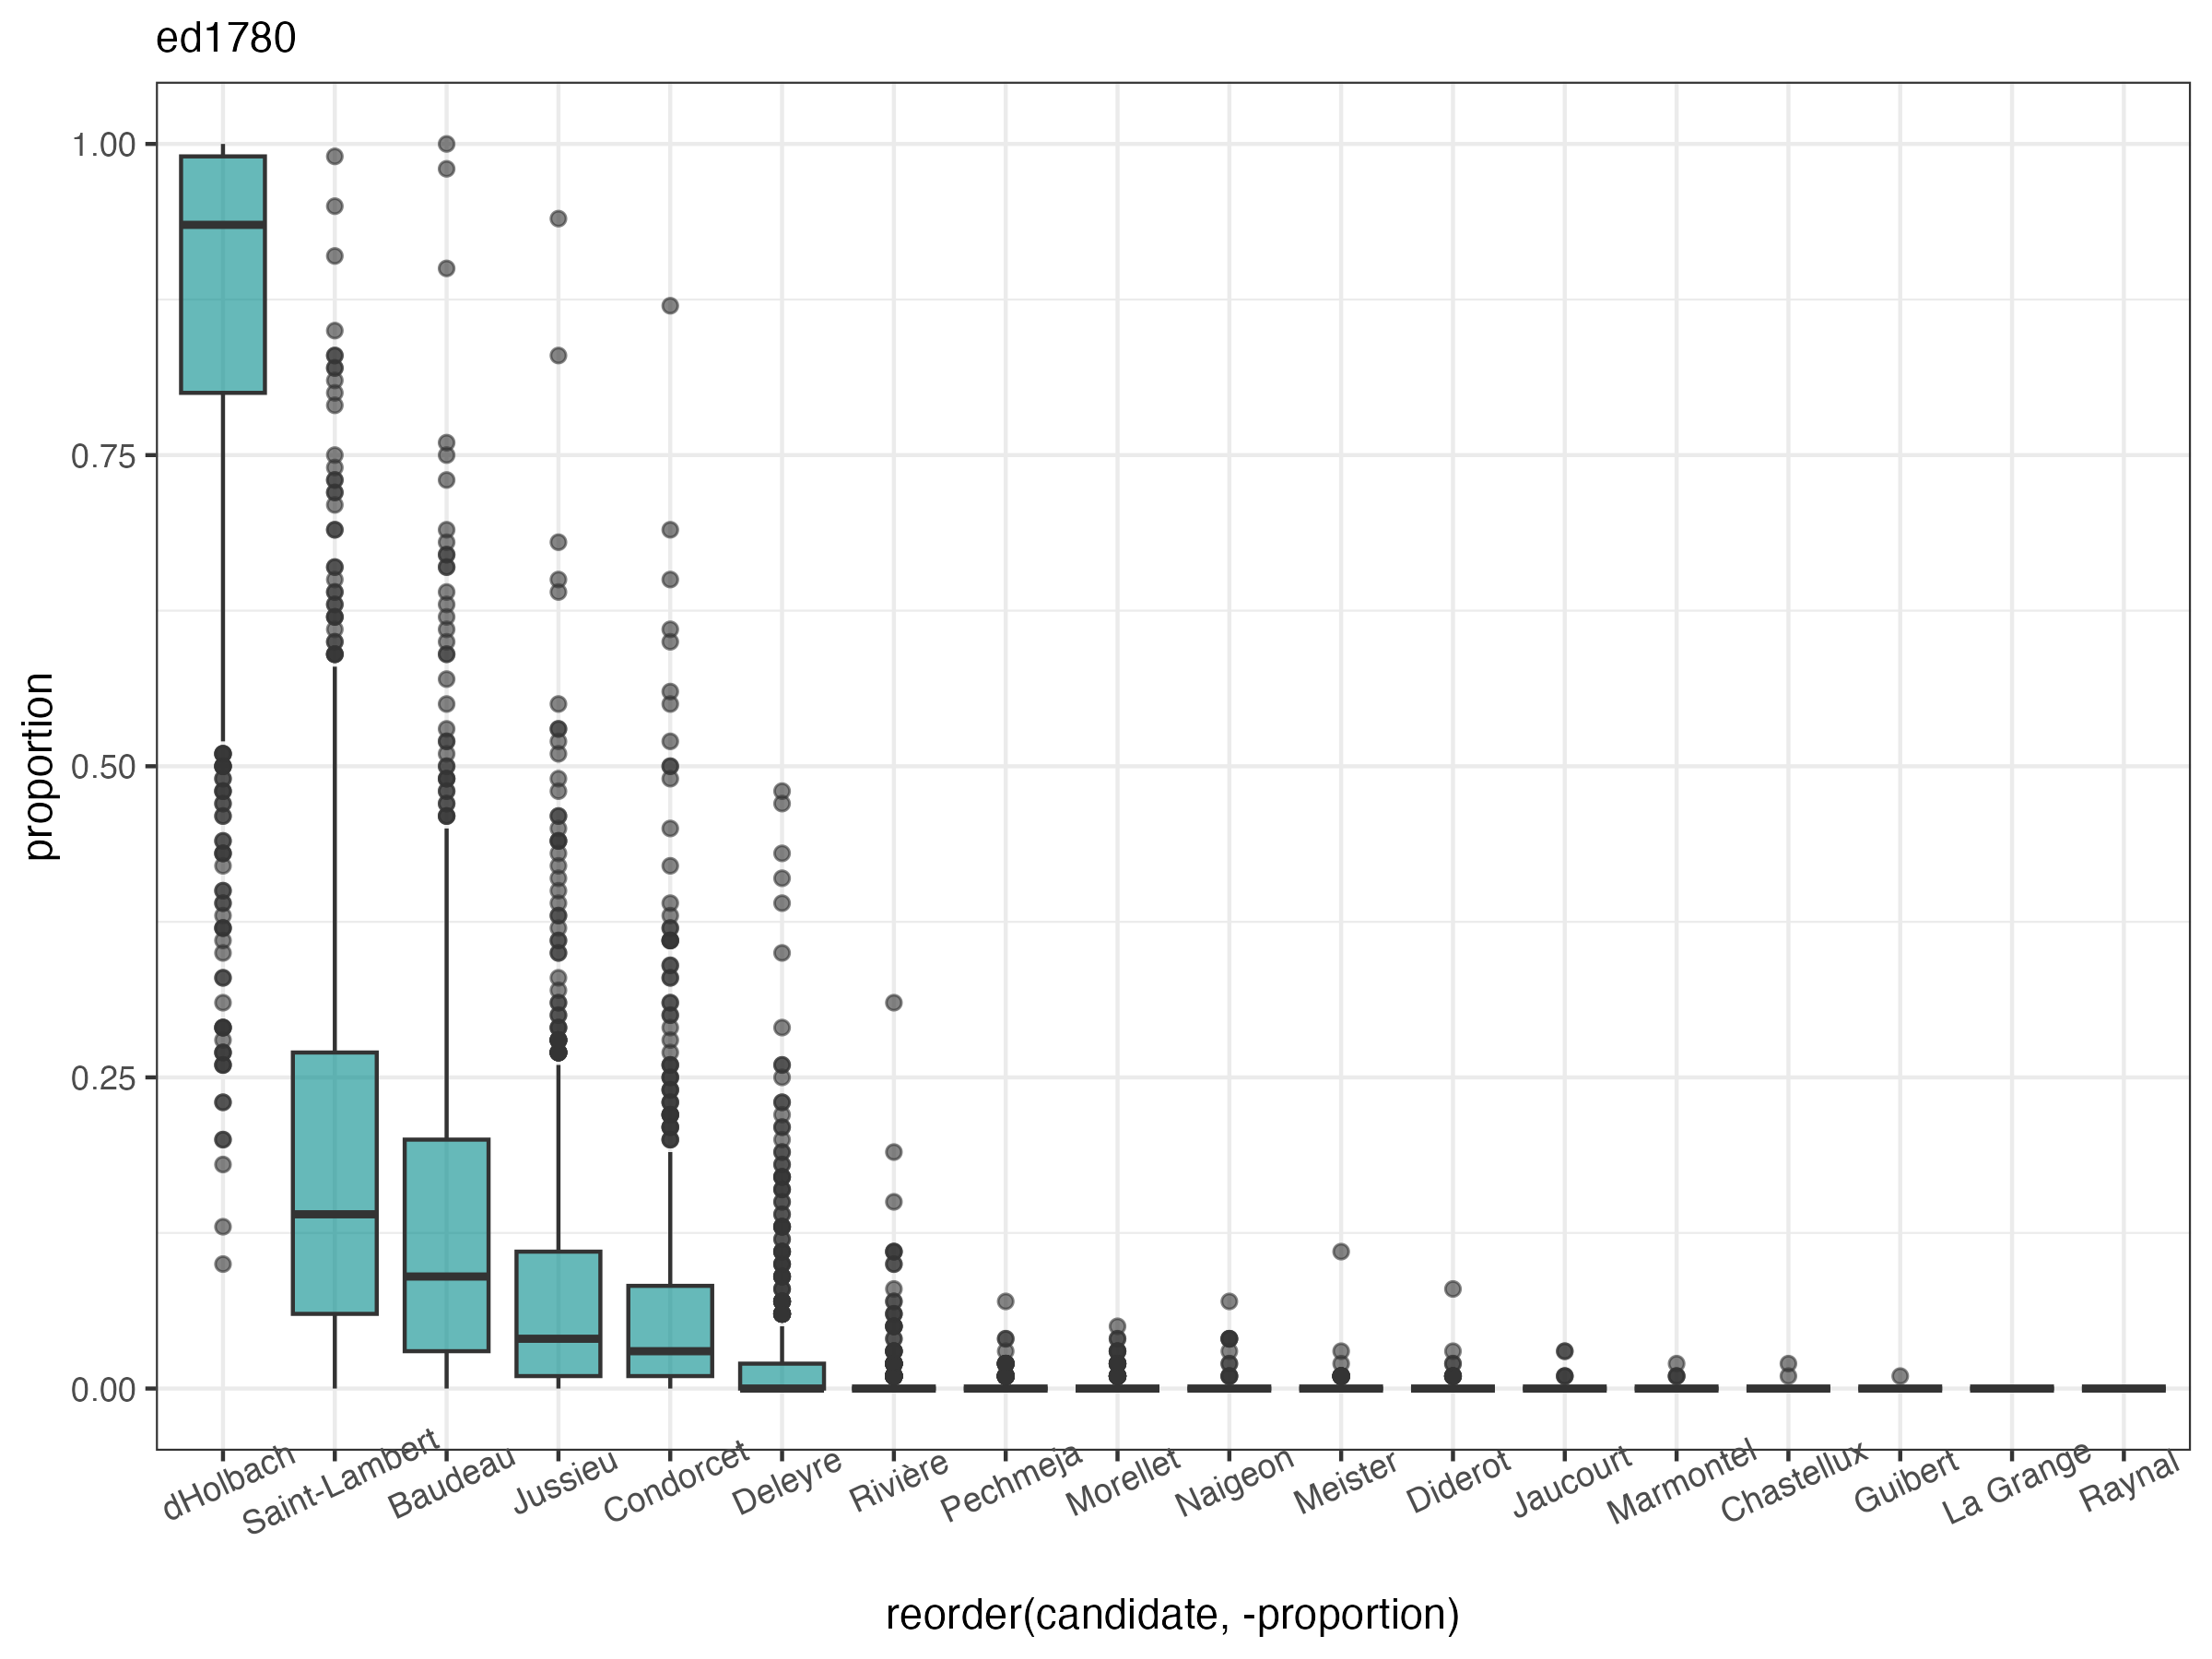 ed1780
1.00
0.75
0.50
0.25
0.00
proportion
dHolbach
Saint-Lambert
Baudeau
Jussieu
Condorcet
Deleyre
Rivière
Pechmeja
Morellet
Naigeon
Meister
Diderot
Jaucourt
Marmontel
Chastellux
Guibert
La Grange
Raynal
reorder(candidate, -proportion)